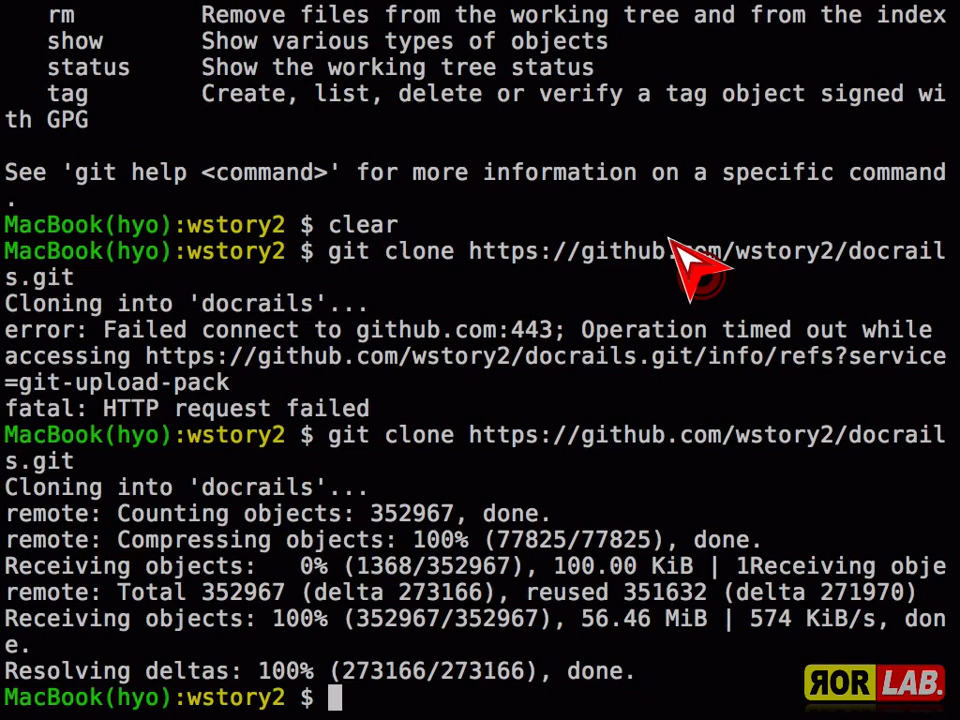 rm Remove files from the working tree and from the index
show Show various types of objects
status Show the working tree status
tag Create, list, delete or verify a tag object signed wi
th GPG
See 'git help <command>' for more information on a specific command
.
MacBook(hyo):wstory2 $ clear
MacBook(hyo):wstory2 $ git clone https://github.com/wstory2/docrail
s.git
Cloning into 'docrails'...
error: Failed connect to github.com:443; Operation timed out while
accessing https://github.com/wstory2/docrails.git/info/refs?service
=git-upload-pack
fatal: HTTP request failed
MacBook(hyo):wstory2 $ git clone https://github.com/wstory2/docrail
s.git
Cloning into 'docrails'...
remote: Counting objects: 352967, done.
remote: Compressing objects: 100% (77825/77825), done.
Receiving objects: 0% (1368/352967), 100.00 KiB | 1Receiving obje
remote: Total 352967 (delta 273166), reused 351632 (delta 271970)
Receiving objects: 100% (352967/352967), 56.46 MiB | 574 KiB/s, don
e.
Resolving deltas: 100% (273166/273166), done.
MacBook(hyo):wstory2 $
ROR LAB.